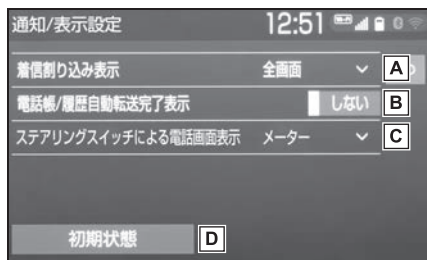 通知/表示設定 12:51
着信割り込み表示 全画面 A
電話帳/履歴自動転送完了表示 しない B
ステアリングスイッチによる電話画面表示 メーター C
初期状態 D